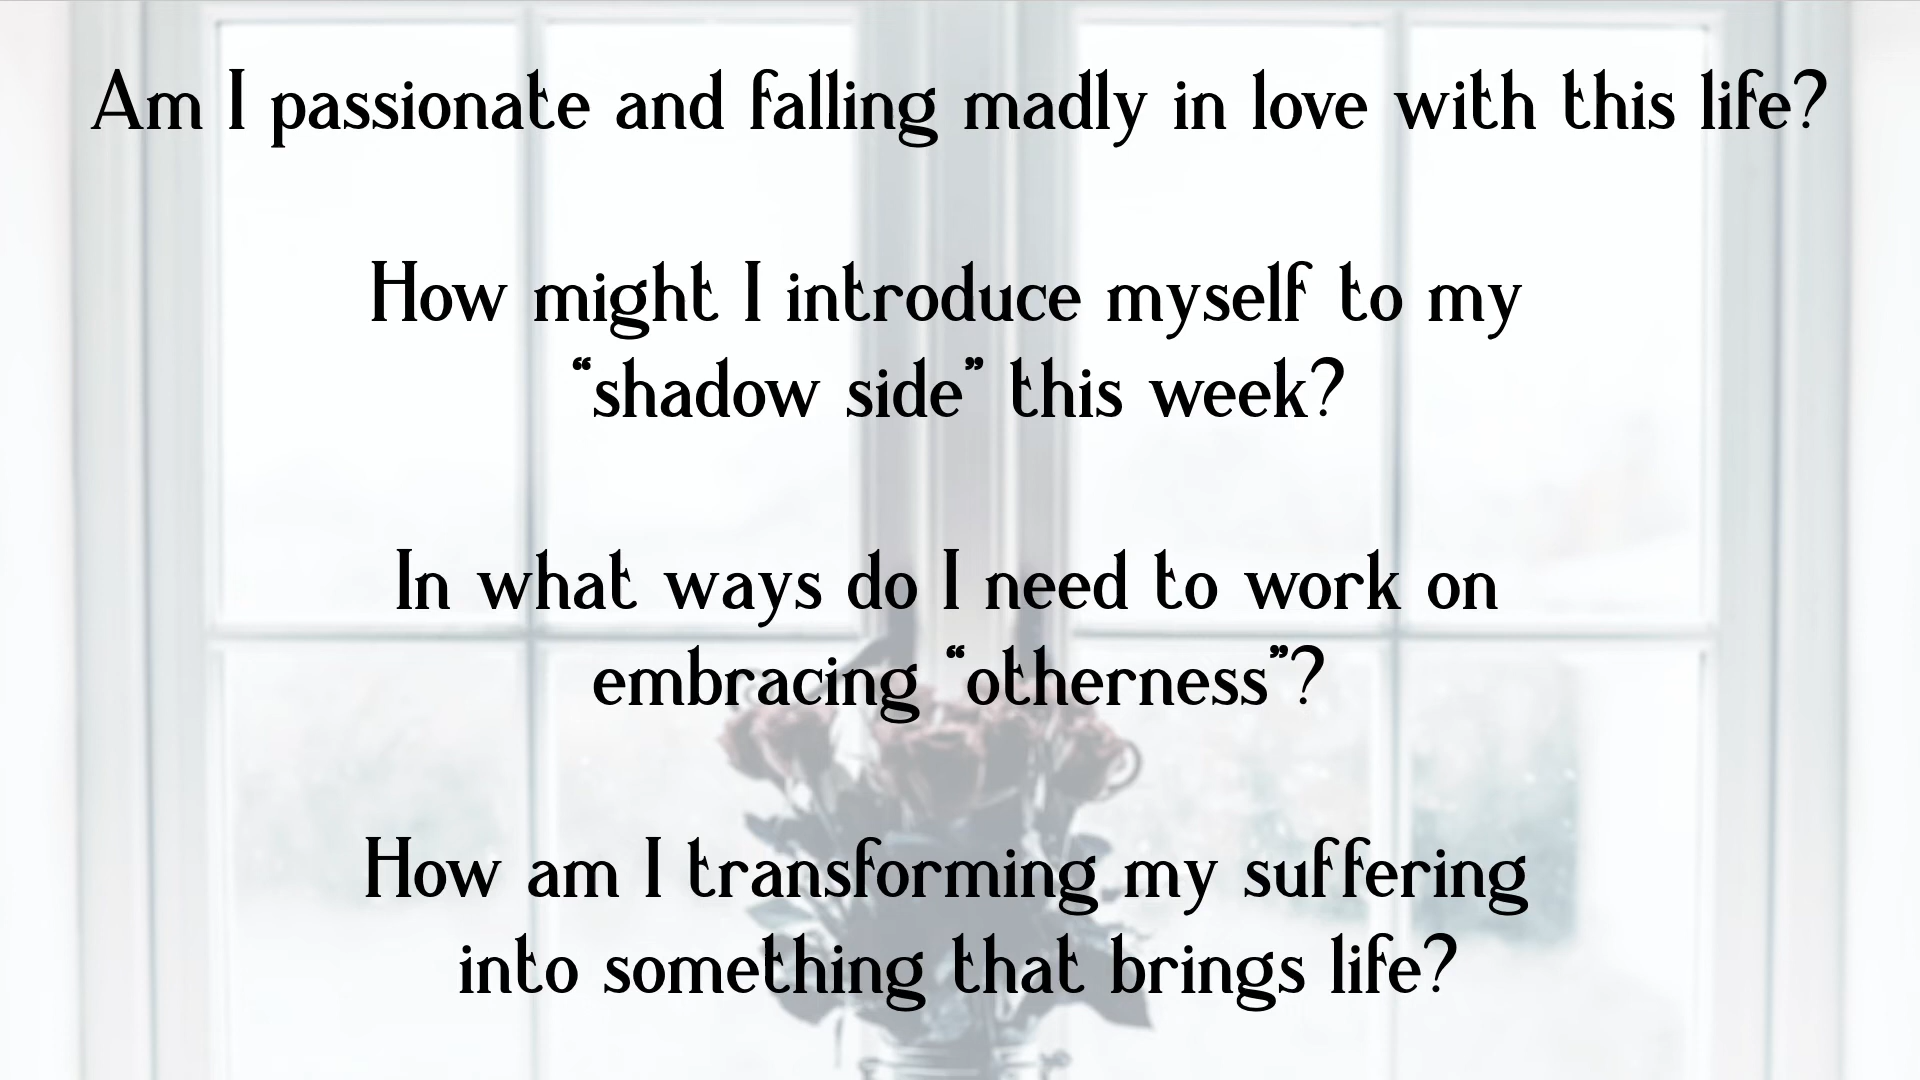 Am I passionate and falling madly in love with this life?
How might I introduce myself to my
“shadow side” this week?
In what ways do I need to work on
embracing “otherness”?
How am I transforming my suffering
into something that brings life?